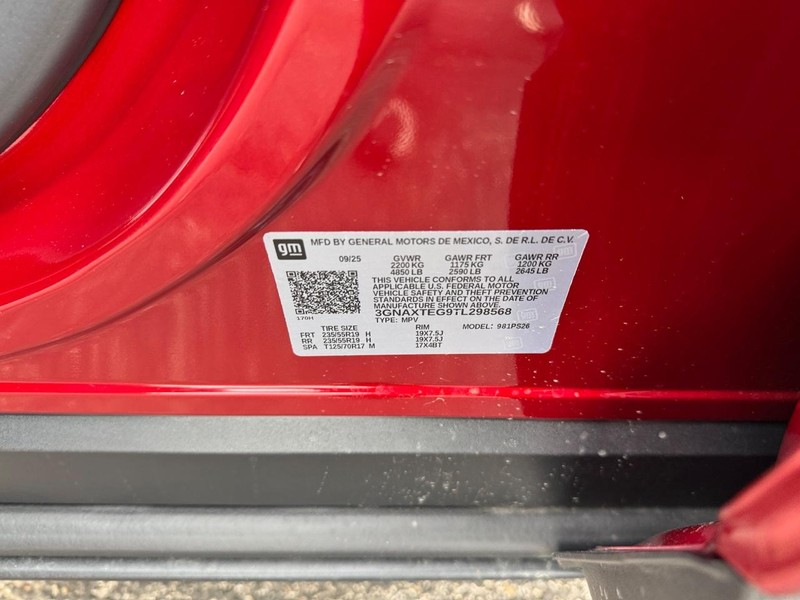 gm MFD BY GENERAL MOTORS DE MEXICO, S. DE R.L. DE C.V.
09/25 GVWR GAWR FRT GAWR RR
2200 KG 1175 KG 1200 KG
4850 LB 2590 LB 2645 LB
THIS VEHICLE CONFORMS TO ALL
APPLICABLE U.S. FEDERAL MOTOR
VEHICLE SAFETY AND THEFT PREVENTION
STANDARDS IN EFFECT ON THE DATE OF
MANUFACTURE SHOWN ABOVE.
3GNAXTEG9TL298568
170H TYPE: MPV
TIRE SIZE RIM MODEL: 981PS26
FRT 235/55R19 H 19X7.5J
RR 235/55R19 H 19X7.5J
SPA T125/70R17 M 17X4BT